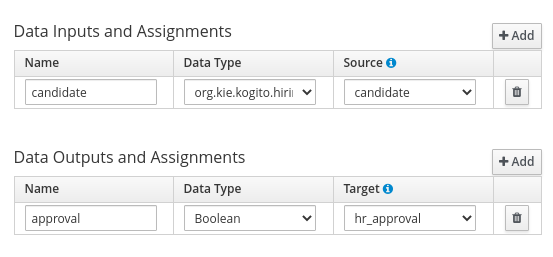 Data Inputs and Assignments
+ Add
Name Data Type Source
candidate org.kie.kogito.hiri candidate
Data Outputs and Assignments
+ Add
Name Data Type Target
approval Boolean hr_approval